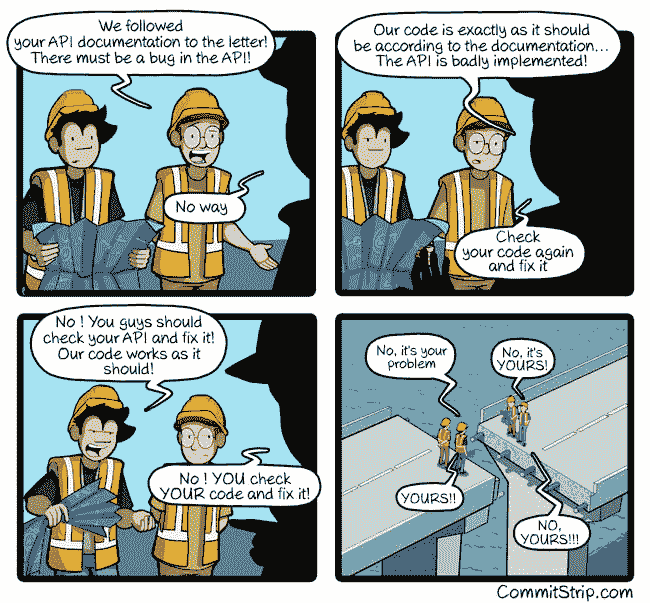 We followed
your API documentation to the letter!
There must be a bug in the API!
No way
Our code is exactly as it should
be according to the documentation...
The API is badly implemented!
Check
your code again
and fix it
No ! You guys should
check your API and fix it!
Our code works as it
should!
No ! YOU check
YOUR code and fix it!
No, it's your
problem
No, it's
YOURS!
YOURS!!
NO,
YOURS!!!
CommitStrip.com